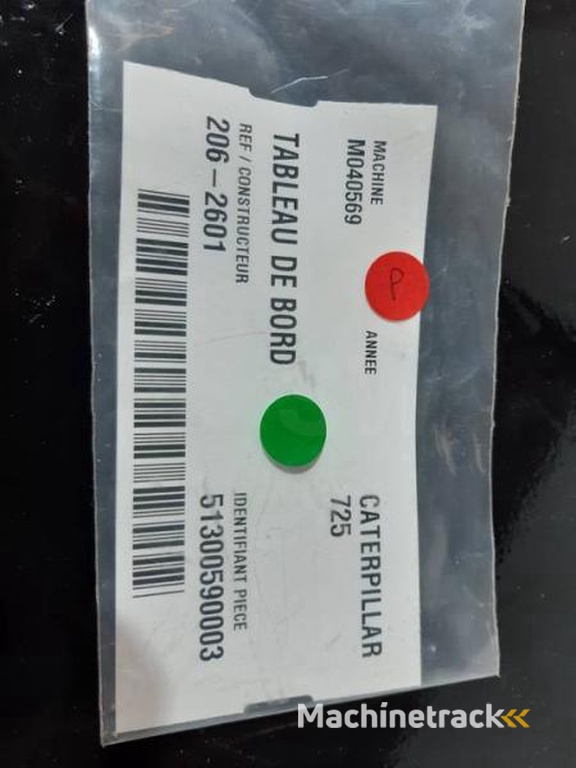 MACHINE
M040569
ANNEE
CATERPILLAR
725
TABLEAU DE BORD
REF / CONSTRUCTEUR
206-2601
IDENTIFIANT PIECE
51300590003
Machinetrack